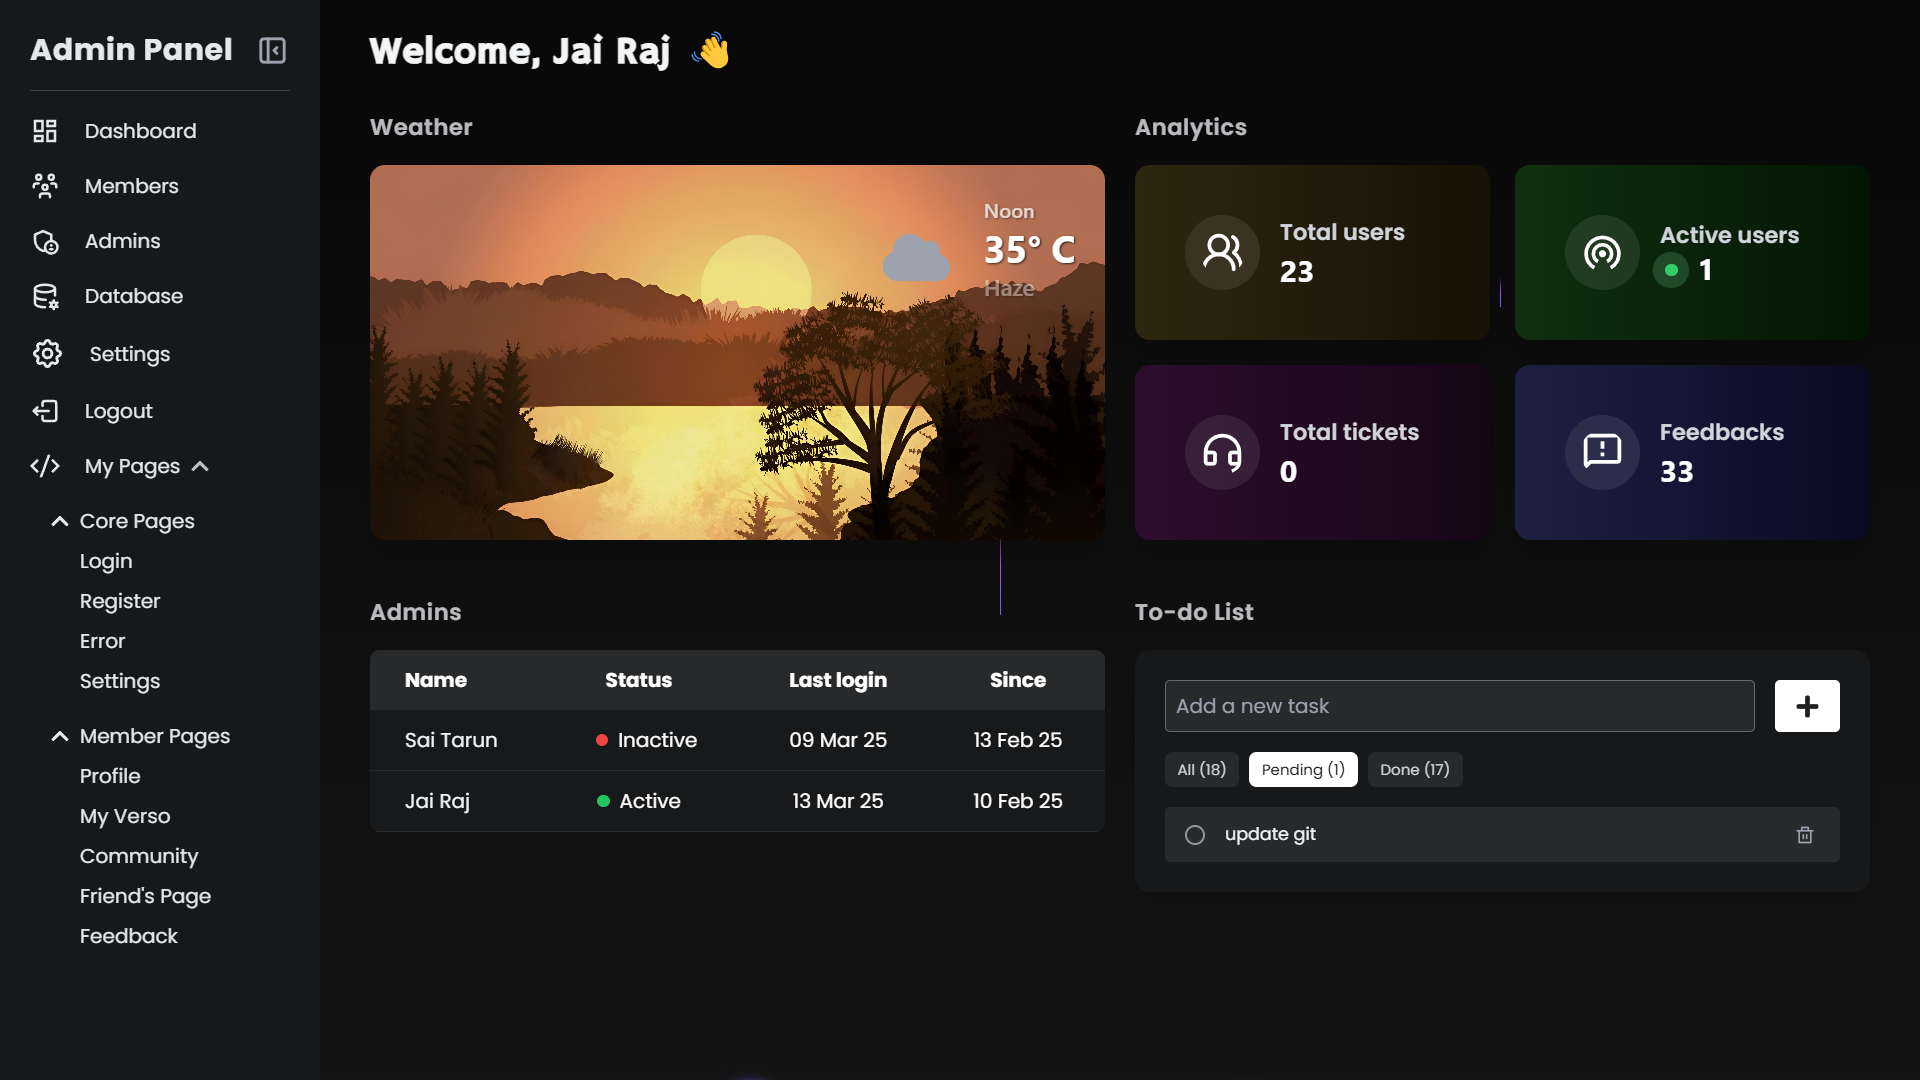 Admin Panel
Dashboard
Members
Admins
Database
Settings
Logout
My Pages
Core Pages
Login
Register
Error
Settings
Member Pages
Profile
My Verso
Community
Friend's Page
Feedback
Welcome, Jai Raj
Weather
Noon
35° C
Haze
Analytics
Total users
23
Active users
1
Total tickets
0
Feedbacks
33
Admins
Name Status Last login Since
Sai Tarun Inactive 09 Mar 25 13 Feb 25
Jai Raj Active 13 Mar 25 10 Feb 25
To-do List
Add a new task
All (18) Pending (1) Done (17)
update git